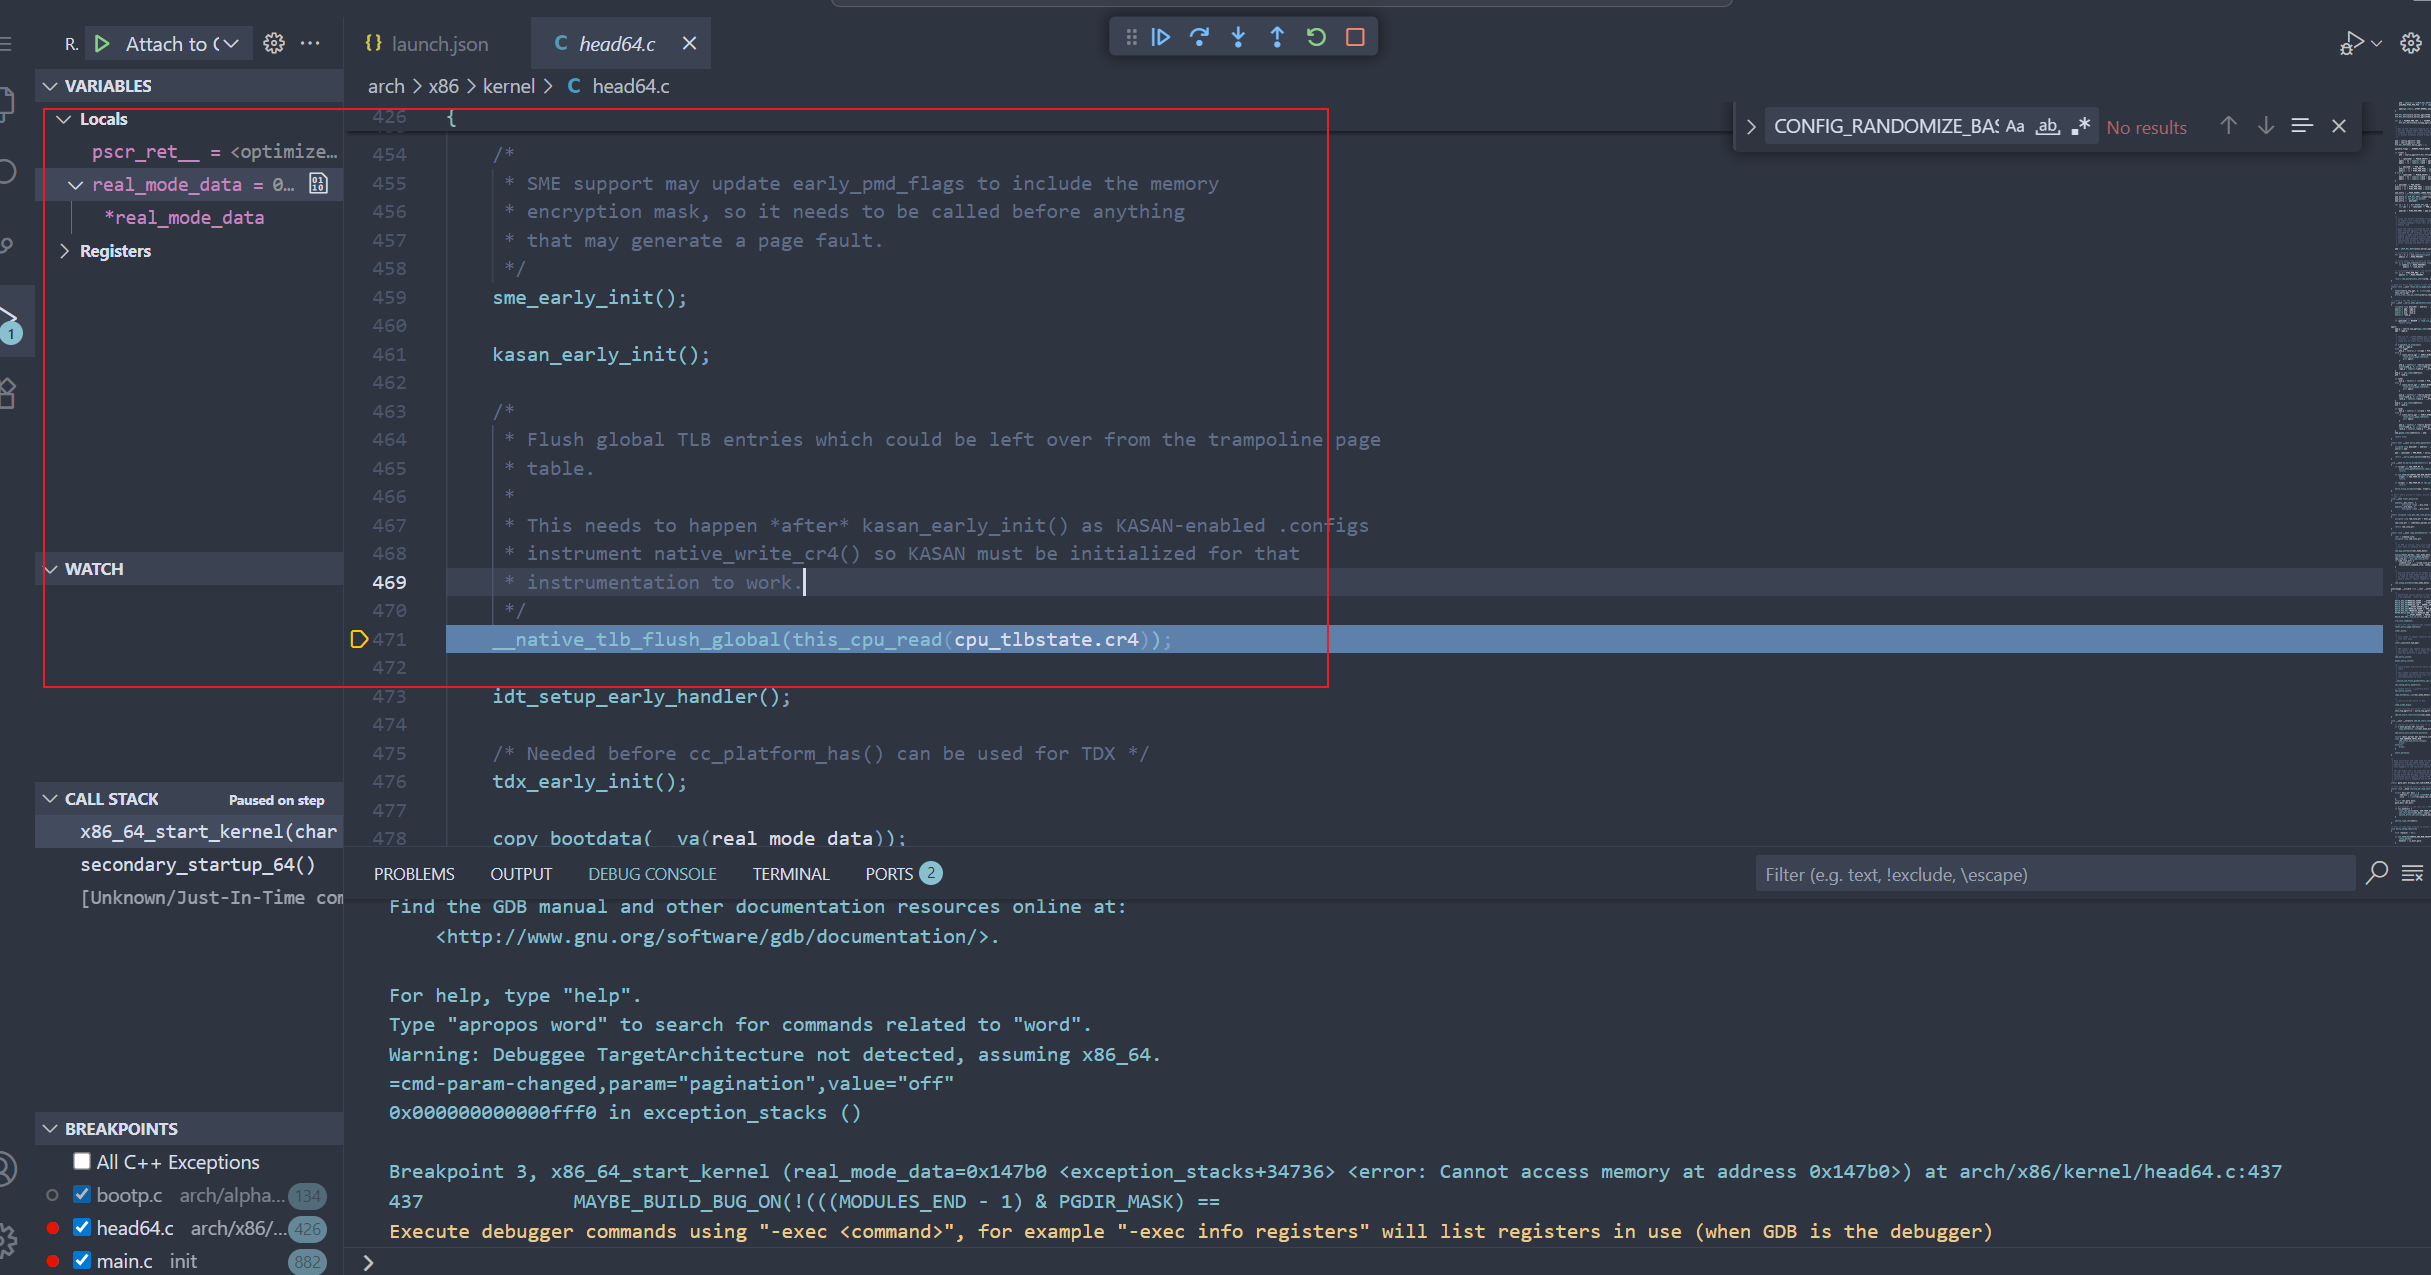 R. Attach to (
launch.json
head64.c
VARIABLES
arch > x86 > kernel > C head64.c
Locals
pscr_ret__ = <optimize…
real_mode_data = 0…
*real_mode_data
Registers
WATCH
CALL STACK Paused on step
x86_64_start_kernel(char
secondary_startup_64()
[Unknown/Just-In-Time com
BREAKPOINTS
All C++ Exceptions
bootp.c arch/alpha... 134
head64.c arch/x86/... 426
main.c init 882
1
CONFIG_RANDOMIZE_BAS Aa ab .* No results
426 {
454 /*
455 * SME support may update early_pmd_flags to include the memory
456 * encryption mask, so it needs to be called before anything
457 * that may generate a page fault.
458 */
459 sme_early_init();
460
461 kasan_early_init();
462
463 /*
464 * Flush global TLB entries which could be left over from the trampoline page
465 * table.
466 *
467 * This needs to happen *after* kasan_early_init() as KASAN-enabled .configs
468 * instrument native_write_cr4() so KASAN must be initialized for that
469 * instrumentation to work.
470 */
471 __native_tlb_flush_global(this_cpu_read(cpu_tlbstate.cr4));
472
473 idt_setup_early_handler();
474
475 /* Needed before cc_platform_has() can be used for TDX */
476 tdx_early_init();
477
478 copy_bootdata(__va(real_mode_data));
PROBLEMS OUTPUT DEBUG CONSOLE TERMINAL PORTS 2
Filter (e.g. text, !exclude, \escape)
Find the GDB manual and other documentation resources online at:
<http://www.gnu.org/software/gdb/documentation/>.
For help, type "help".
Type "apropos word" to search for commands related to "word".
Warning: Debuggee TargetArchitecture not detected, assuming x86_64.
=cmd-param-changed,param="pagination",value="off"
0x000000000000fff0 in exception_stacks ()
Breakpoint 3, x86_64_start_kernel (real_mode_data=0x147b0 <exception_stacks+34736> <error: Cannot access memory at address 0x147b0>) at arch/x86/kernel/head64.c:437
437 MAYBE_BUILD_BUG_ON(!(((MODULES_END - 1) & PGDIR_MASK) ==
Execute debugger commands using "-exec <command>", for example "-exec info registers" will list registers in use (when GDB is the debugger)